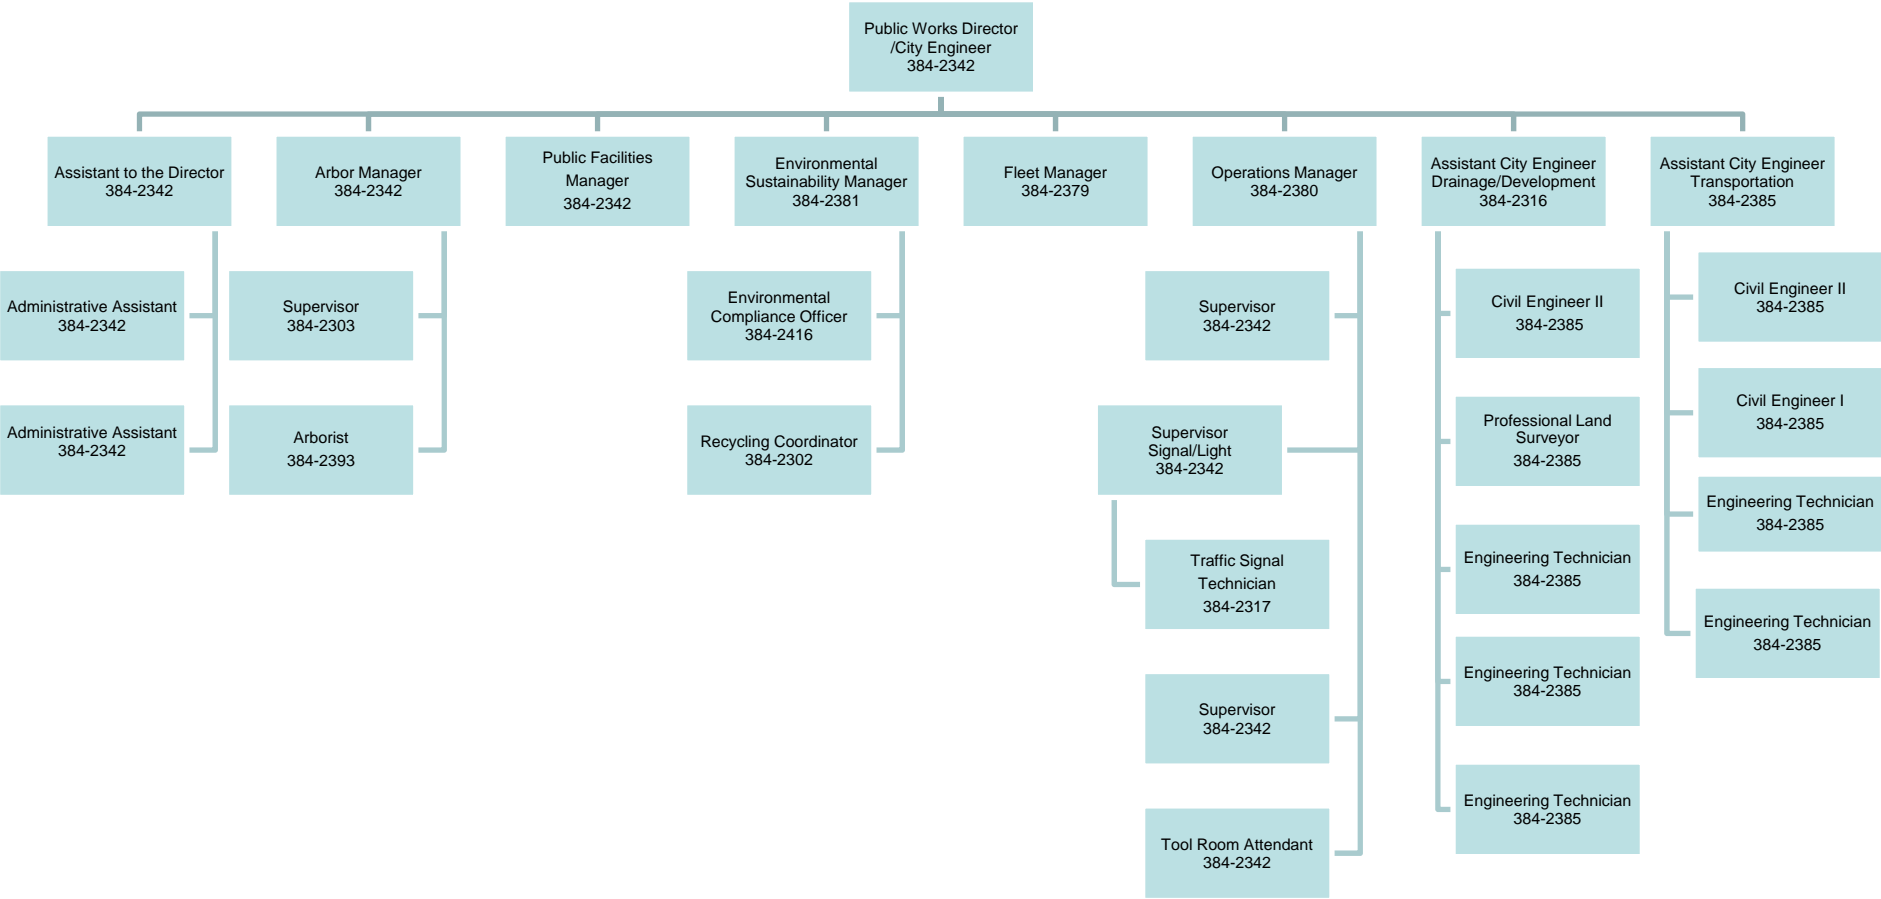 Public Works Director
/City Engineer
384-2342
Assistant to the Director
384-2342
Arbor Manager
384-2342
Public Facilities
Manager
384-2342
Environmental
Sustainability Manager
384-2381
Fleet Manager
384-2379
Operations Manager
384-2380
Assistant City Engineer
Drainage/Development
384-2316
Assistant City Engineer
Transportation
384-2385
Administrative Assistant
384-2342
Administrative Assistant
384-2342
Supervisor
384-2303
Arborist
384-2393
Environmental
Compliance Officer
384-2416
Recycling Coordinator
384-2302
Supervisor
384-2342
Supervisor
Signal/Light
384-2342
Traffic Signal
Technician
384-2317
Supervisor
384-2342
Tool Room Attendant
384-2342
Civil Engineer II
384-2385
Professional Land
Surveyor
384-2385
Engineering Technician
384-2385
Engineering Technician
384-2385
Engineering Technician
384-2385
Civil Engineer II
384-2385
Civil Engineer I
384-2385
Engineering Technician
384-2385
Engineering Technician
384-2385